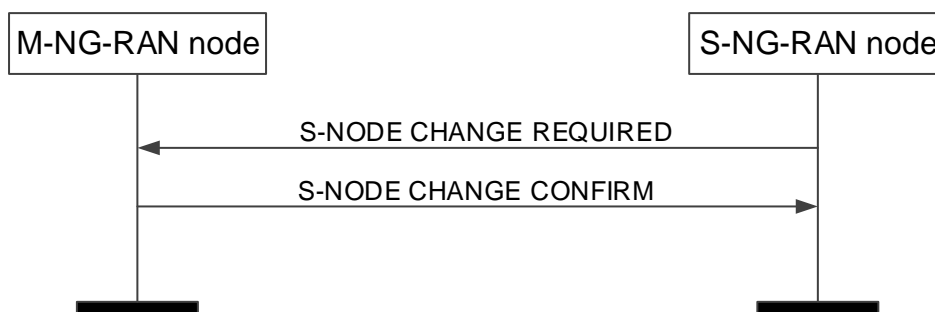 M-NG-RAN node
S-NG-RAN node
S-NODE CHANGE REQUIRED
S-NODE CHANGE CONFIRM